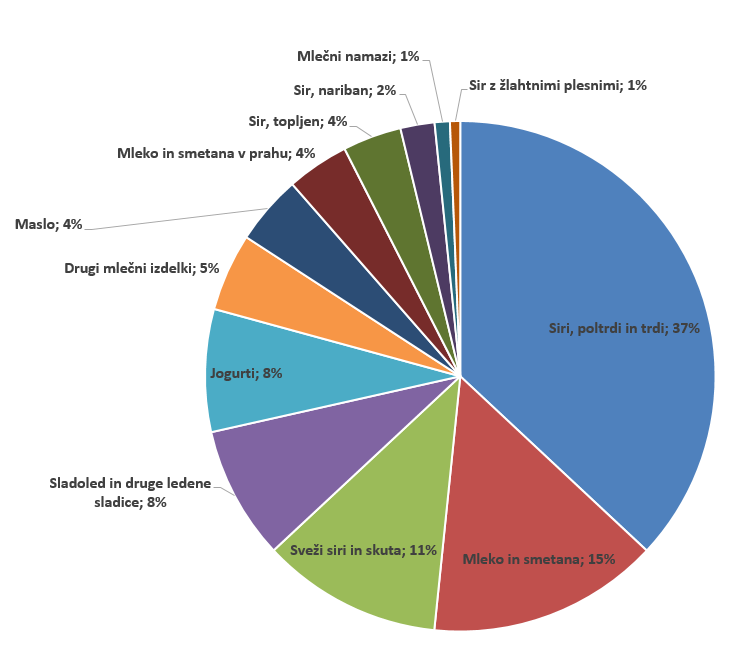 Mlečni namazi; 1%
Sir z žlahtnimi plesnimi; 1%
Sir, nariban; 2%
Sir, topljen; 4%
Mleko in smetana v prahu; 4%
Maslo; 4%
Drugi mlečni izdelki; 5%
Siri, poltrdi in trdi; 37%
Jogurti; 8%
Sladoled in druge ledene
sladice; 8%
Sveži siri in skuta; 11%
Mleko in smetana; 15%